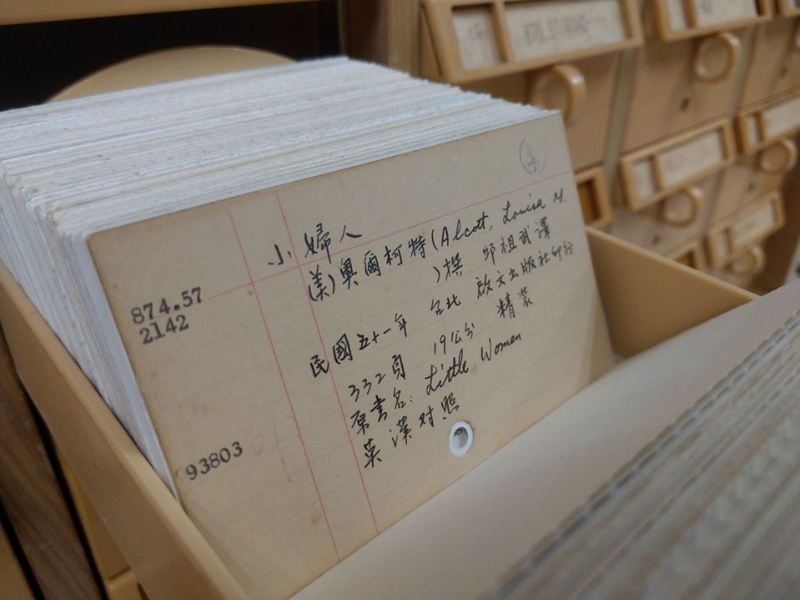 小婦人
874.57
2142
(美)奧爾柯特(Alcott, Louisa M.
)撰 邱祖武譯
民國五十一年 台北 啟文出版社印行
332頁 19公分 精裝
原書名: Little Women
英漢対照
93803